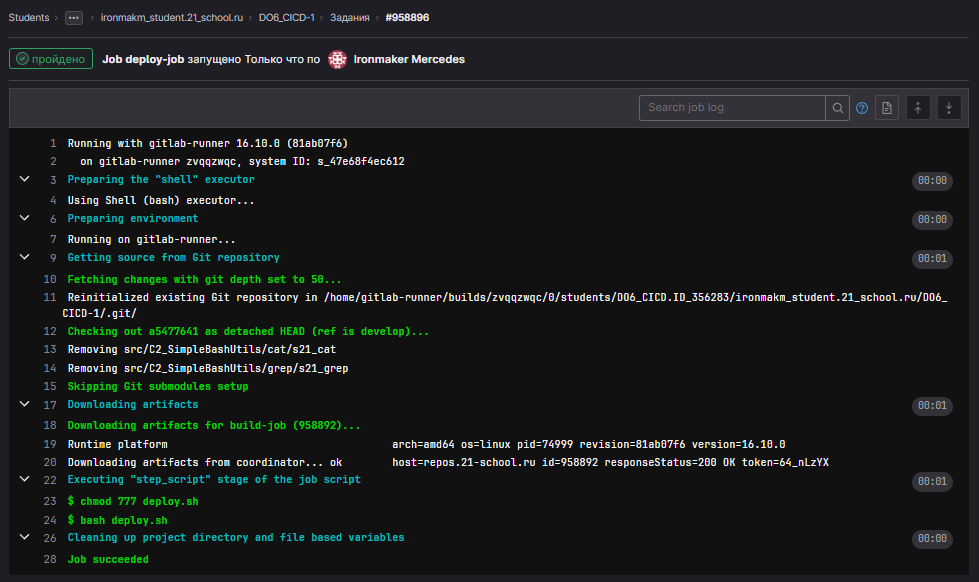 Students › ... › ironmakm_student.21_school.ru › DO6_CICD-1 › Задания › #958896
пройдено Job deploy-job запущено Только что по Ironmaker Mercedes
Search job log
1 Running with gitlab-runner 16.10.0 (81ab07f6)
2 on gitlab-runner zvqqzwqc, system ID: s_47e68f4ec612
3 Preparing the "shell" executor 00:00
4 Using Shell (bash) executor...
6 Preparing environment 00:00
7 Running on gitlab-runner...
9 Getting source from Git repository 00:01
10 Fetching changes with git depth set to 50...
11 Reinitialized existing Git repository in /home/gitlab-runner/builds/zvqqzwqc/0/students/DO6_CICD.ID_356283/ironmakm_student.21_school.ru/DO6_
CICD-1/.git/
12 Checking out a5477641 as detached HEAD (ref is develop)...
13 Removing src/C2_SimpleBashUtils/cat/s21_cat
14 Removing src/C2_SimpleBashUtils/grep/s21_grep
15 Skipping Git submodules setup
17 Downloading artifacts 00:01
18 Downloading artifacts for build-job (958892)...
19 Runtime platform arch=amd64 os=linux pid=74999 revision=81ab07f6 version=16.10.0
20 Downloading artifacts from coordinator... ok host=repos.21-school.ru id=958892 responseStatus=200 OK token=64_nLzYX
22 Executing "step_script" stage of the job script 00:01
23 $ chmod 777 deploy.sh
24 $ bash deploy.sh
26 Cleaning up project directory and file based variables 00:00
28 Job succeeded